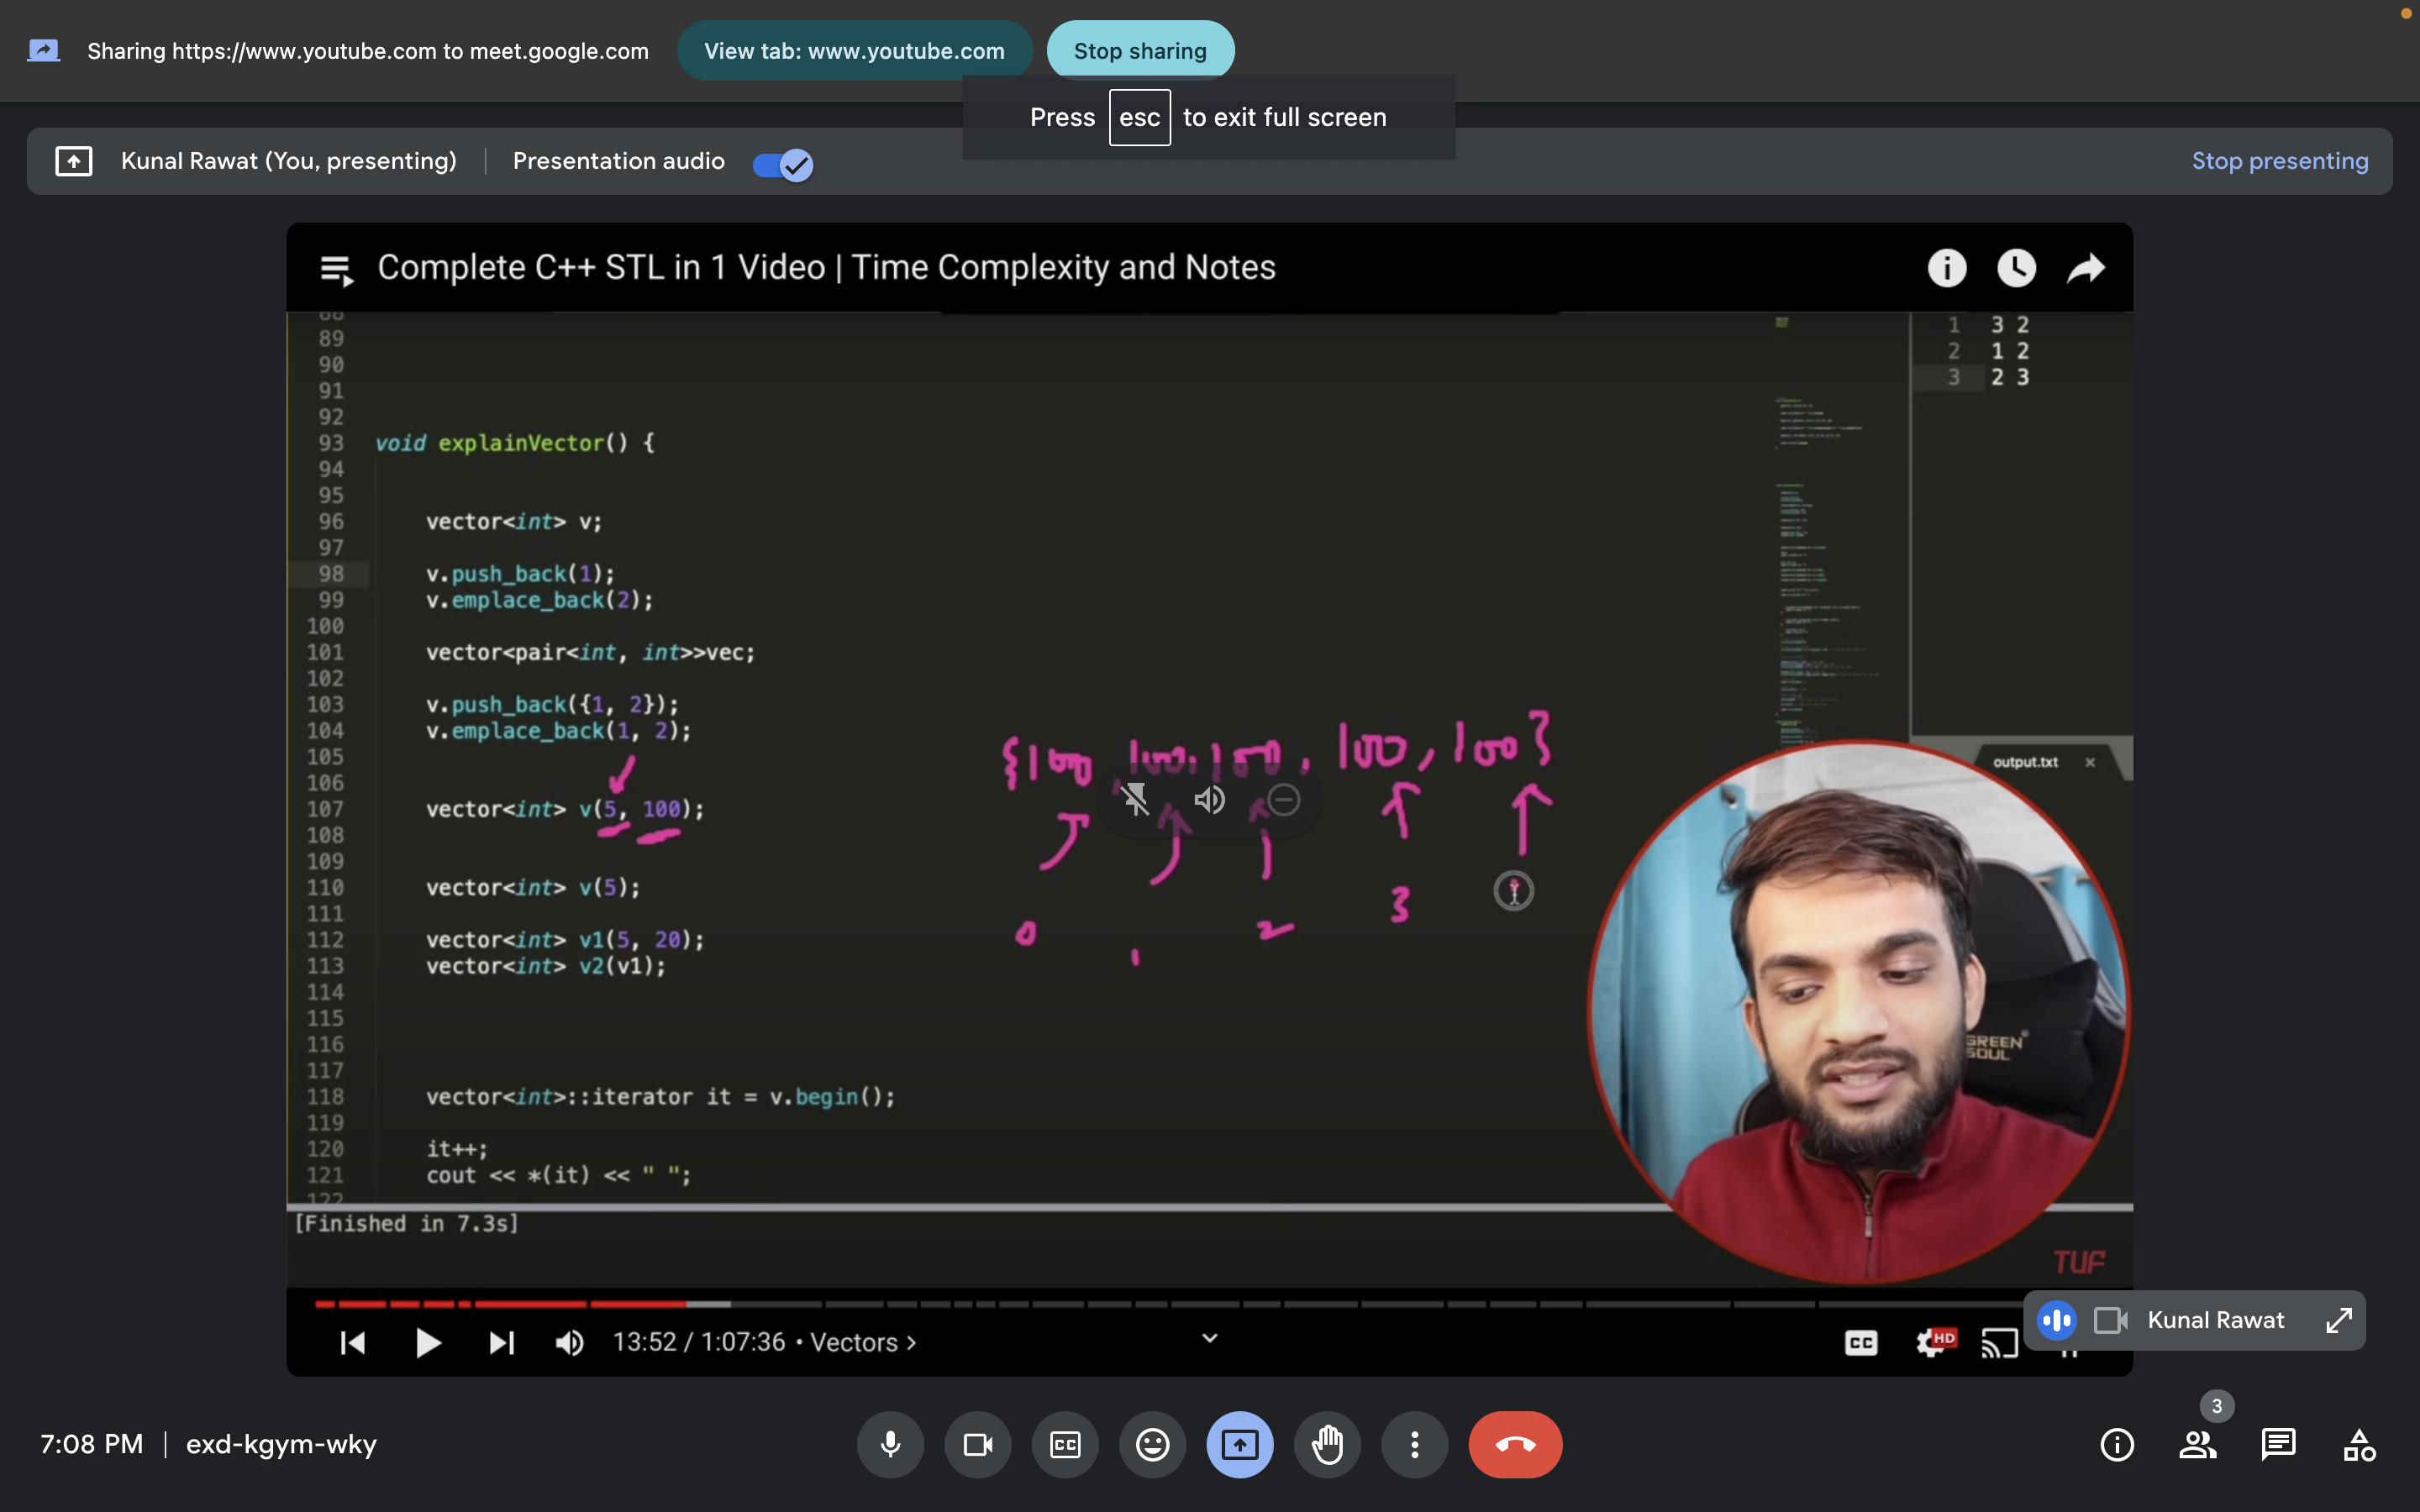 Sharing https://www.youtube.com to meet.google.com View tab: www.youtube.com Stop sharing
Press esc to exit full screen
Kunal Rawat (You, presenting) Presentation audio Stop presenting
Complete C++ STL in 1 Video | Time Complexity and Notes
88
89
90
91
92
93 void explainVector() {
94
95
96 vector<int> v;
97
98 v.push_back(1);
99 v.emplace_back(2);
100
101 vector<pair<int, int>>vec;
102
103 v.push_back({1, 2});
104 v.emplace_back(1, 2);
105
106
107 vector<int> v(5, 100);
108
109
110 vector<int> v(5);
111
112 vector<int> v1(5, 20);
113 vector<int> v2(v1);
114
115
116
117
118 vector<int>::iterator it = v.begin();
119
120 it++;
121 cout << *(it) << " ";
122
1 3 2
2 1 2
3 2 3
{100, 100, 100, 100, 100}
0 1 2 3
output.txt
GREEN SOUL
[Finished in 7.3s]
TUF
13:52 / 1:07:36 • Vectors >
CC HD
Kunal Rawat
7:08 PM | exd-kgym-wky
CC
3